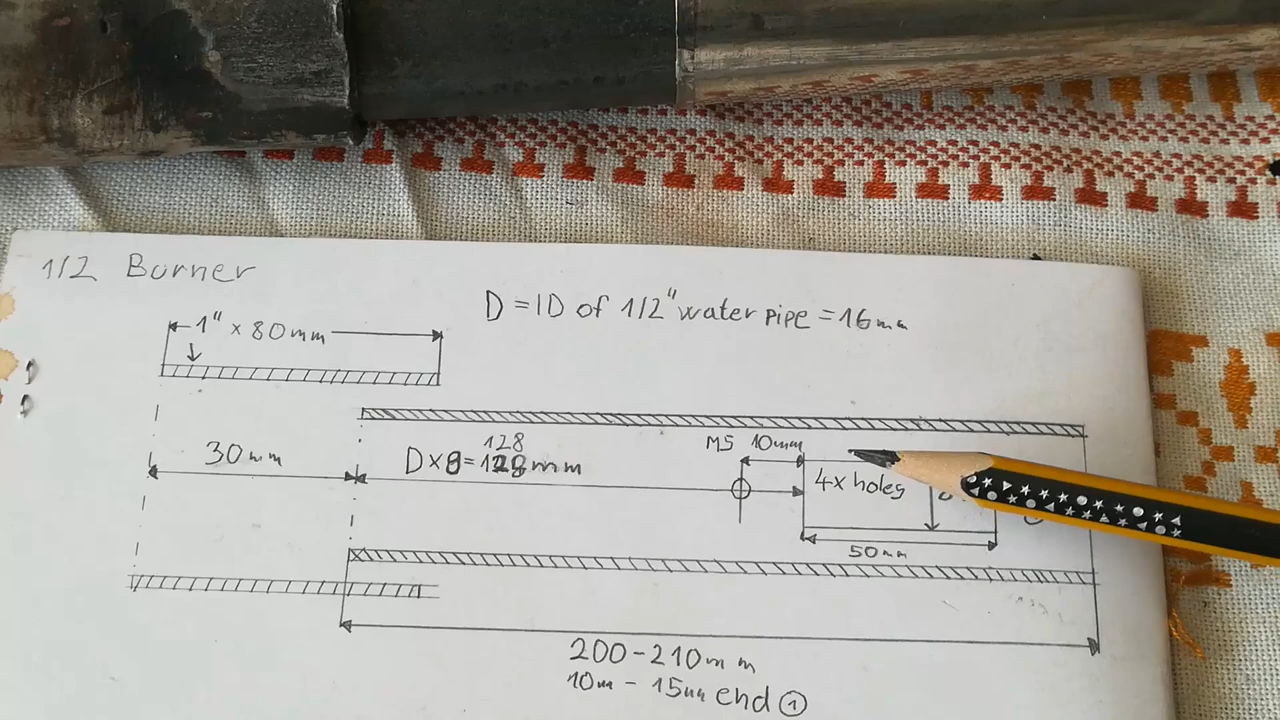 1/2 Burner
D = ID of 1/2" water pipe = 16mm
1" x 80mm
30mm
128
D x 8 = 128mm
M5 10mm
4x holes
50mm
200-210mm
10m - 15mm end ①